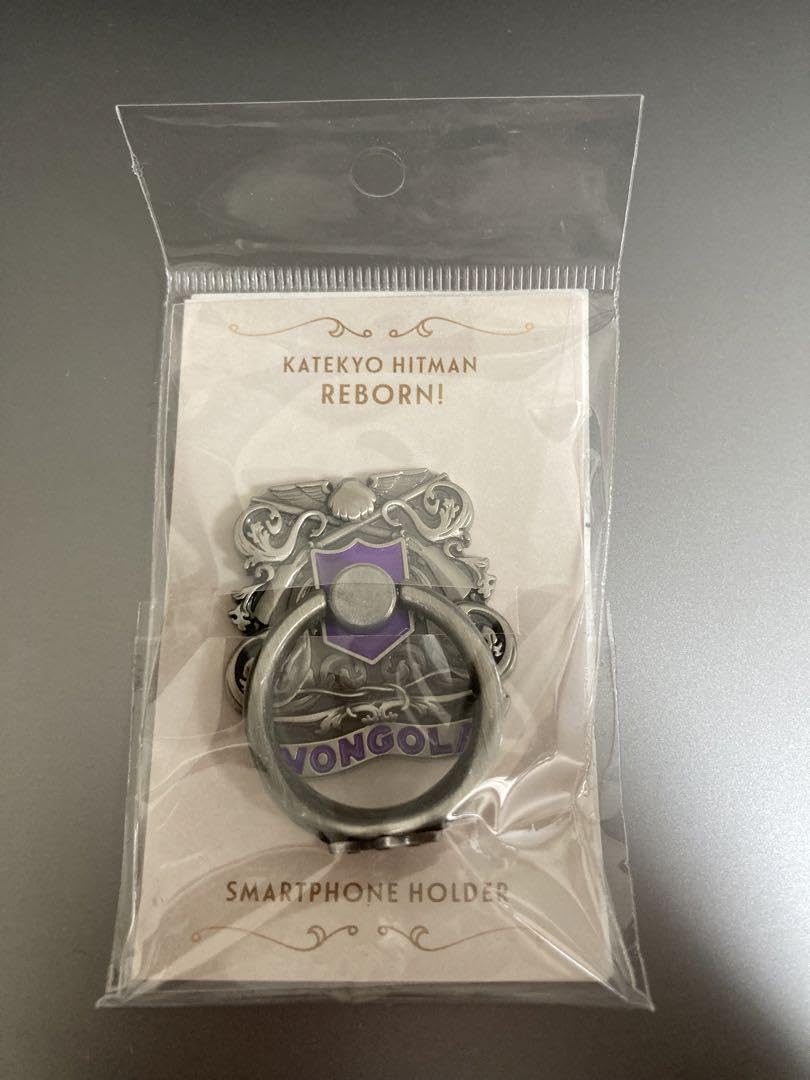 KATEKYO HITMAN
REBORN!
VONGOLA
SMARTPHONE HOLDER